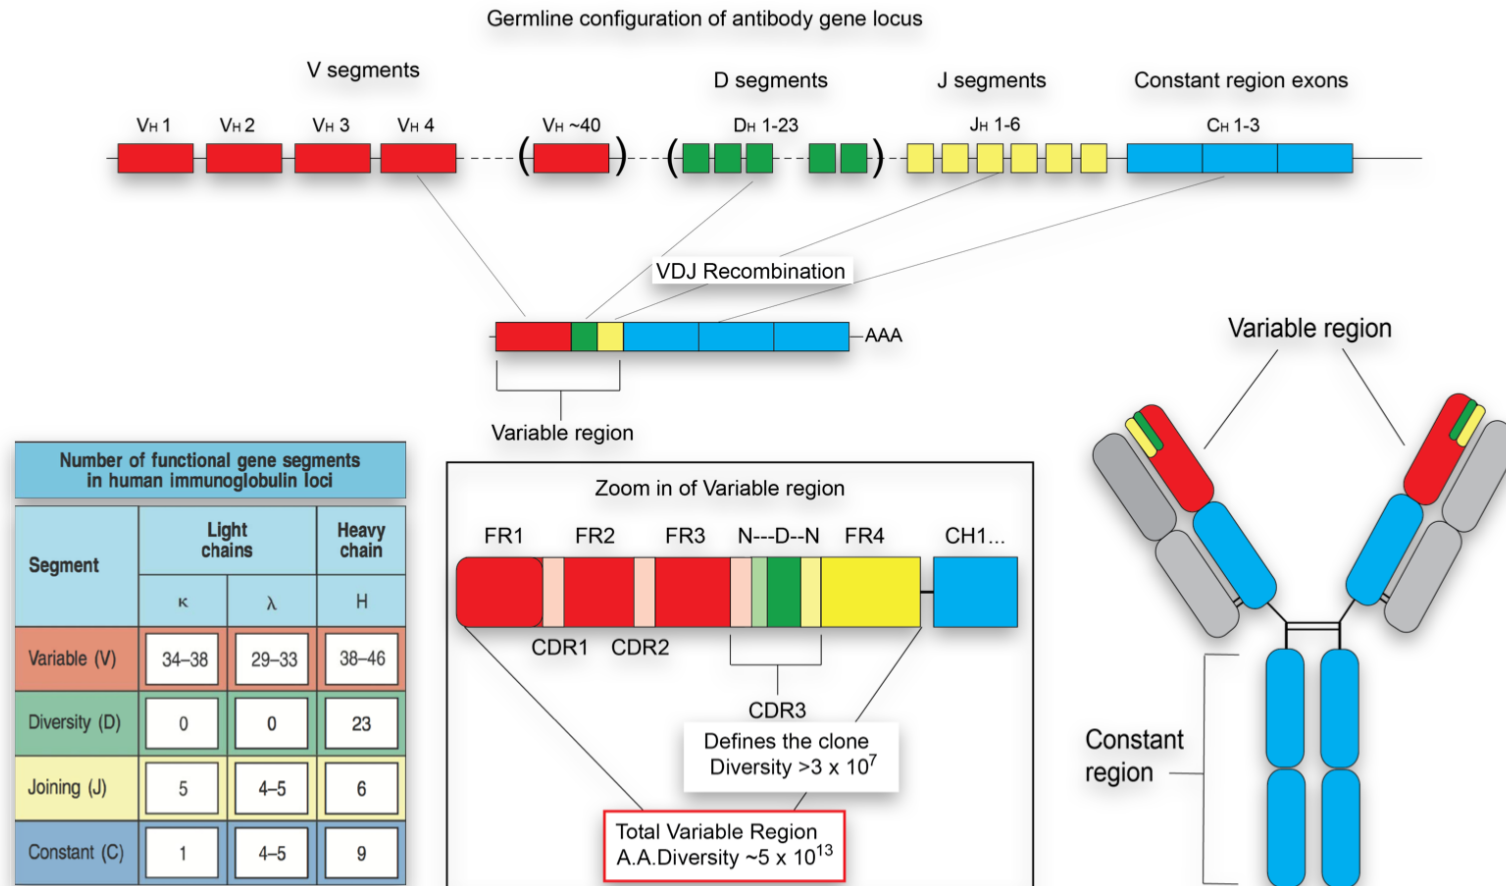 Germline configuration of antibody gene locus
V segments
D segments
J segments
Constant region exons
VH 1
VH 2
VH 3
VH 4
(VH ~40)
DH 1-23
JH 1-6
CH 1-3
VDJ Recombination
AAA
Variable region
Number of functional gene segments
in human immunoglobulin loci
Segment
Light
chains
Heavy
chain
κ
λ
H
Variable (V)
34–38
29–33
38–46
Diversity (D)
0
0
23
Joining (J)
5
4–5
6
Constant (C)
1
4–5
9
Zoom in of Variable region
FR1
FR2
FR3
N---D--N
FR4
CH1...
CDR1
CDR2
CDR3
Defines the clone
Diversity >3 x 10⁷
Total Variable Region
A.A.Diversity ~5 x 10¹³
Variable region
Constant
region